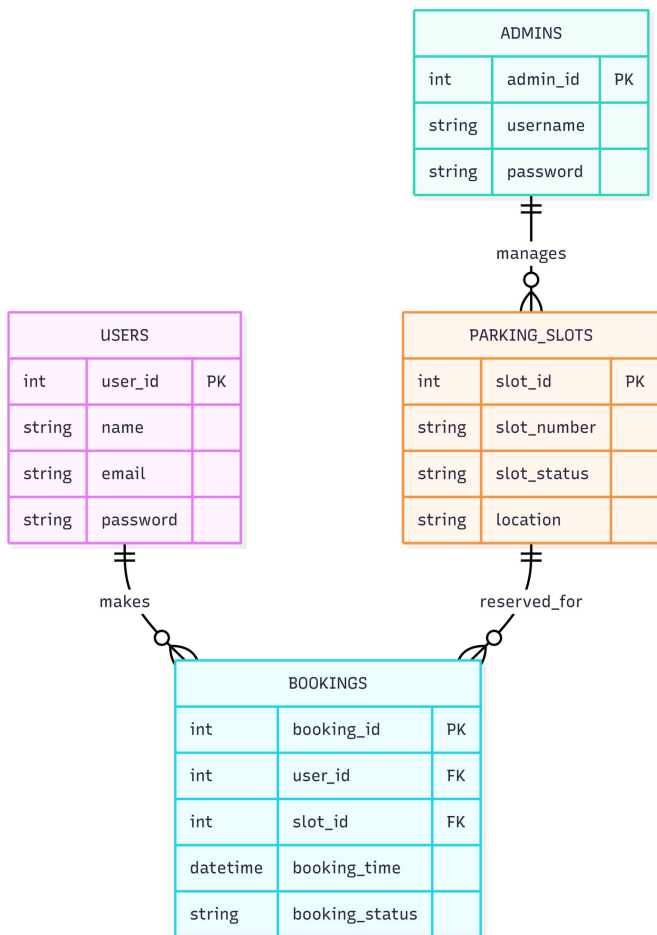 ADMINS
int admin_id PK
string username
string password
manages
USERS
int user_id PK
string name
string email
string password
PARKING_SLOTS
int slot_id PK
string slot_number
string slot_status
string location
makes
reserved_for
BOOKINGS
int booking_id PK
int user_id FK
int slot_id FK
datetime booking_time
string booking_status